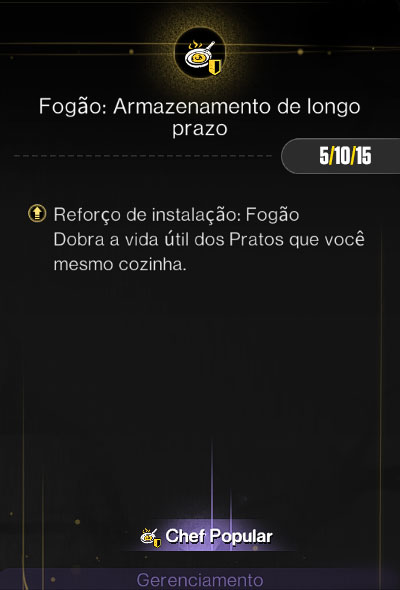 Fogão: Armazenamento de longo
prazo
5/10/15
Reforço de instalação: Fogão
Dobra a vida útil dos Pratos que você
mesmo cozinha.
Chef Popular
Gerenciamento